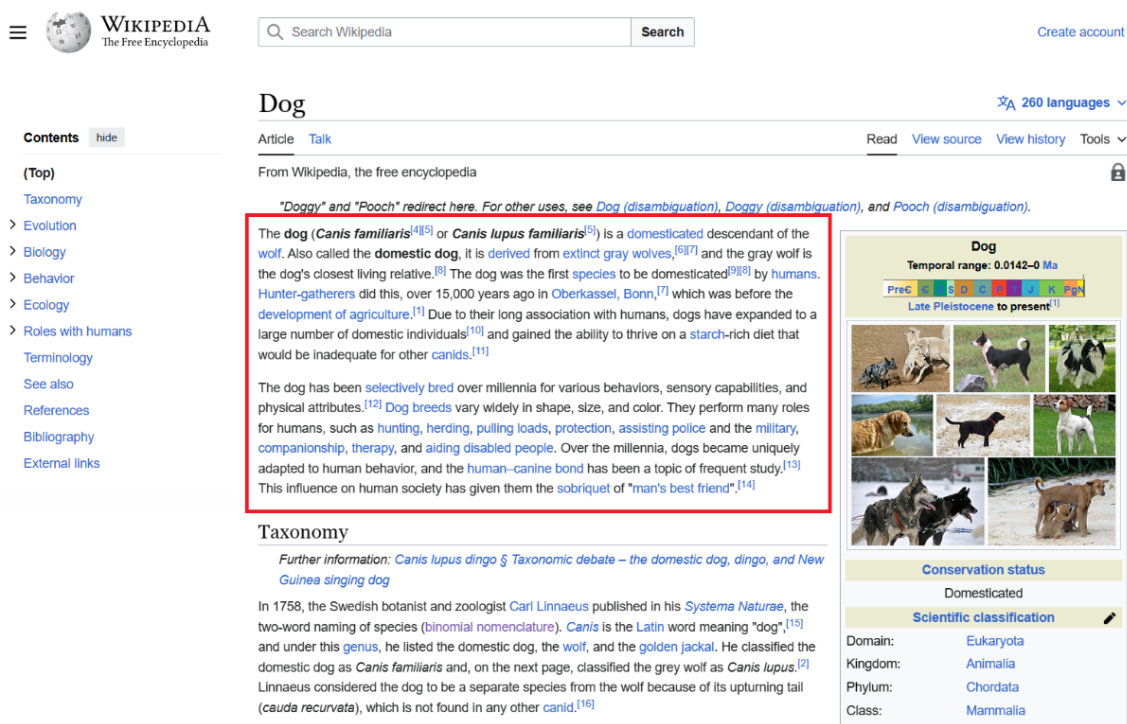 WIKIPEDIA
The Free Encyclopedia
Search Wikipedia
Search
Create account
Contents
hide
(Top)
Taxonomy
Evolution
Biology
Behavior
Ecology
Roles with humans
Terminology
See also
References
Bibliography
External links
Dog
260 languages
Article Talk
Read View source View history Tools
From Wikipedia, the free encyclopedia
"Doggy" and "Pooch" redirect here. For other uses, see Dog (disambiguation), Doggy (disambiguation), and Pooch (disambiguation).
The dog (Canis familiaris[4][5] or Canis lupus familiaris[5]) is a domesticated descendant of the
wolf. Also called the domestic dog, it is derived from extinct gray wolves,[6][7] and the gray wolf is
the dog's closest living relative.[8] The dog was the first species to be domesticated[9][8] by humans.
Hunter-gatherers did this, over 15,000 years ago in Oberkassel, Bonn,[7] which was before the
development of agriculture.[1] Due to their long association with humans, dogs have expanded to a
large number of domestic individuals[10] and gained the ability to thrive on a starch-rich diet that
would be inadequate for other canids.[11]
The dog has been selectively bred over millennia for various behaviors, sensory capabilities, and
physical attributes.[12] Dog breeds vary widely in shape, size, and color. They perform many roles
for humans, such as hunting, herding, pulling loads, protection, assisting police and the military,
companionship, therapy, and aiding disabled people. Over the millennia, dogs became uniquely
adapted to human behavior, and the human–canine bond has been a topic of frequent study.[13]
This influence on human society has given them the sobriquet of "man's best friend".[14]
Taxonomy
Further information: Canis lupus dingo § Taxonomic debate – the domestic dog, dingo, and New
Guinea singing dog
In 1758, the Swedish botanist and zoologist Carl Linnaeus published in his Systema Naturae, the
two-word naming of species (binomial nomenclature). Canis is the Latin word meaning "dog",[15]
and under this genus, he listed the domestic dog, the wolf, and the golden jackal. He classified the
domestic dog as Canis familiaris and, on the next page, classified the grey wolf as Canis lupus.[2]
Linnaeus considered the dog to be a separate species from the wolf because of its upturning tail
(cauda recurvata), which is not found in any other canid.[16]
Dog
Temporal range: 0.0142–0 Ma
PreꞒ Ꞓ S D C P T J K Pg N
Late Pleistocene to present[1]
Conservation status
Domesticated
Scientific classification
Domain: Eukaryota
Kingdom: Animalia
Phylum: Chordata
Class: Mammalia